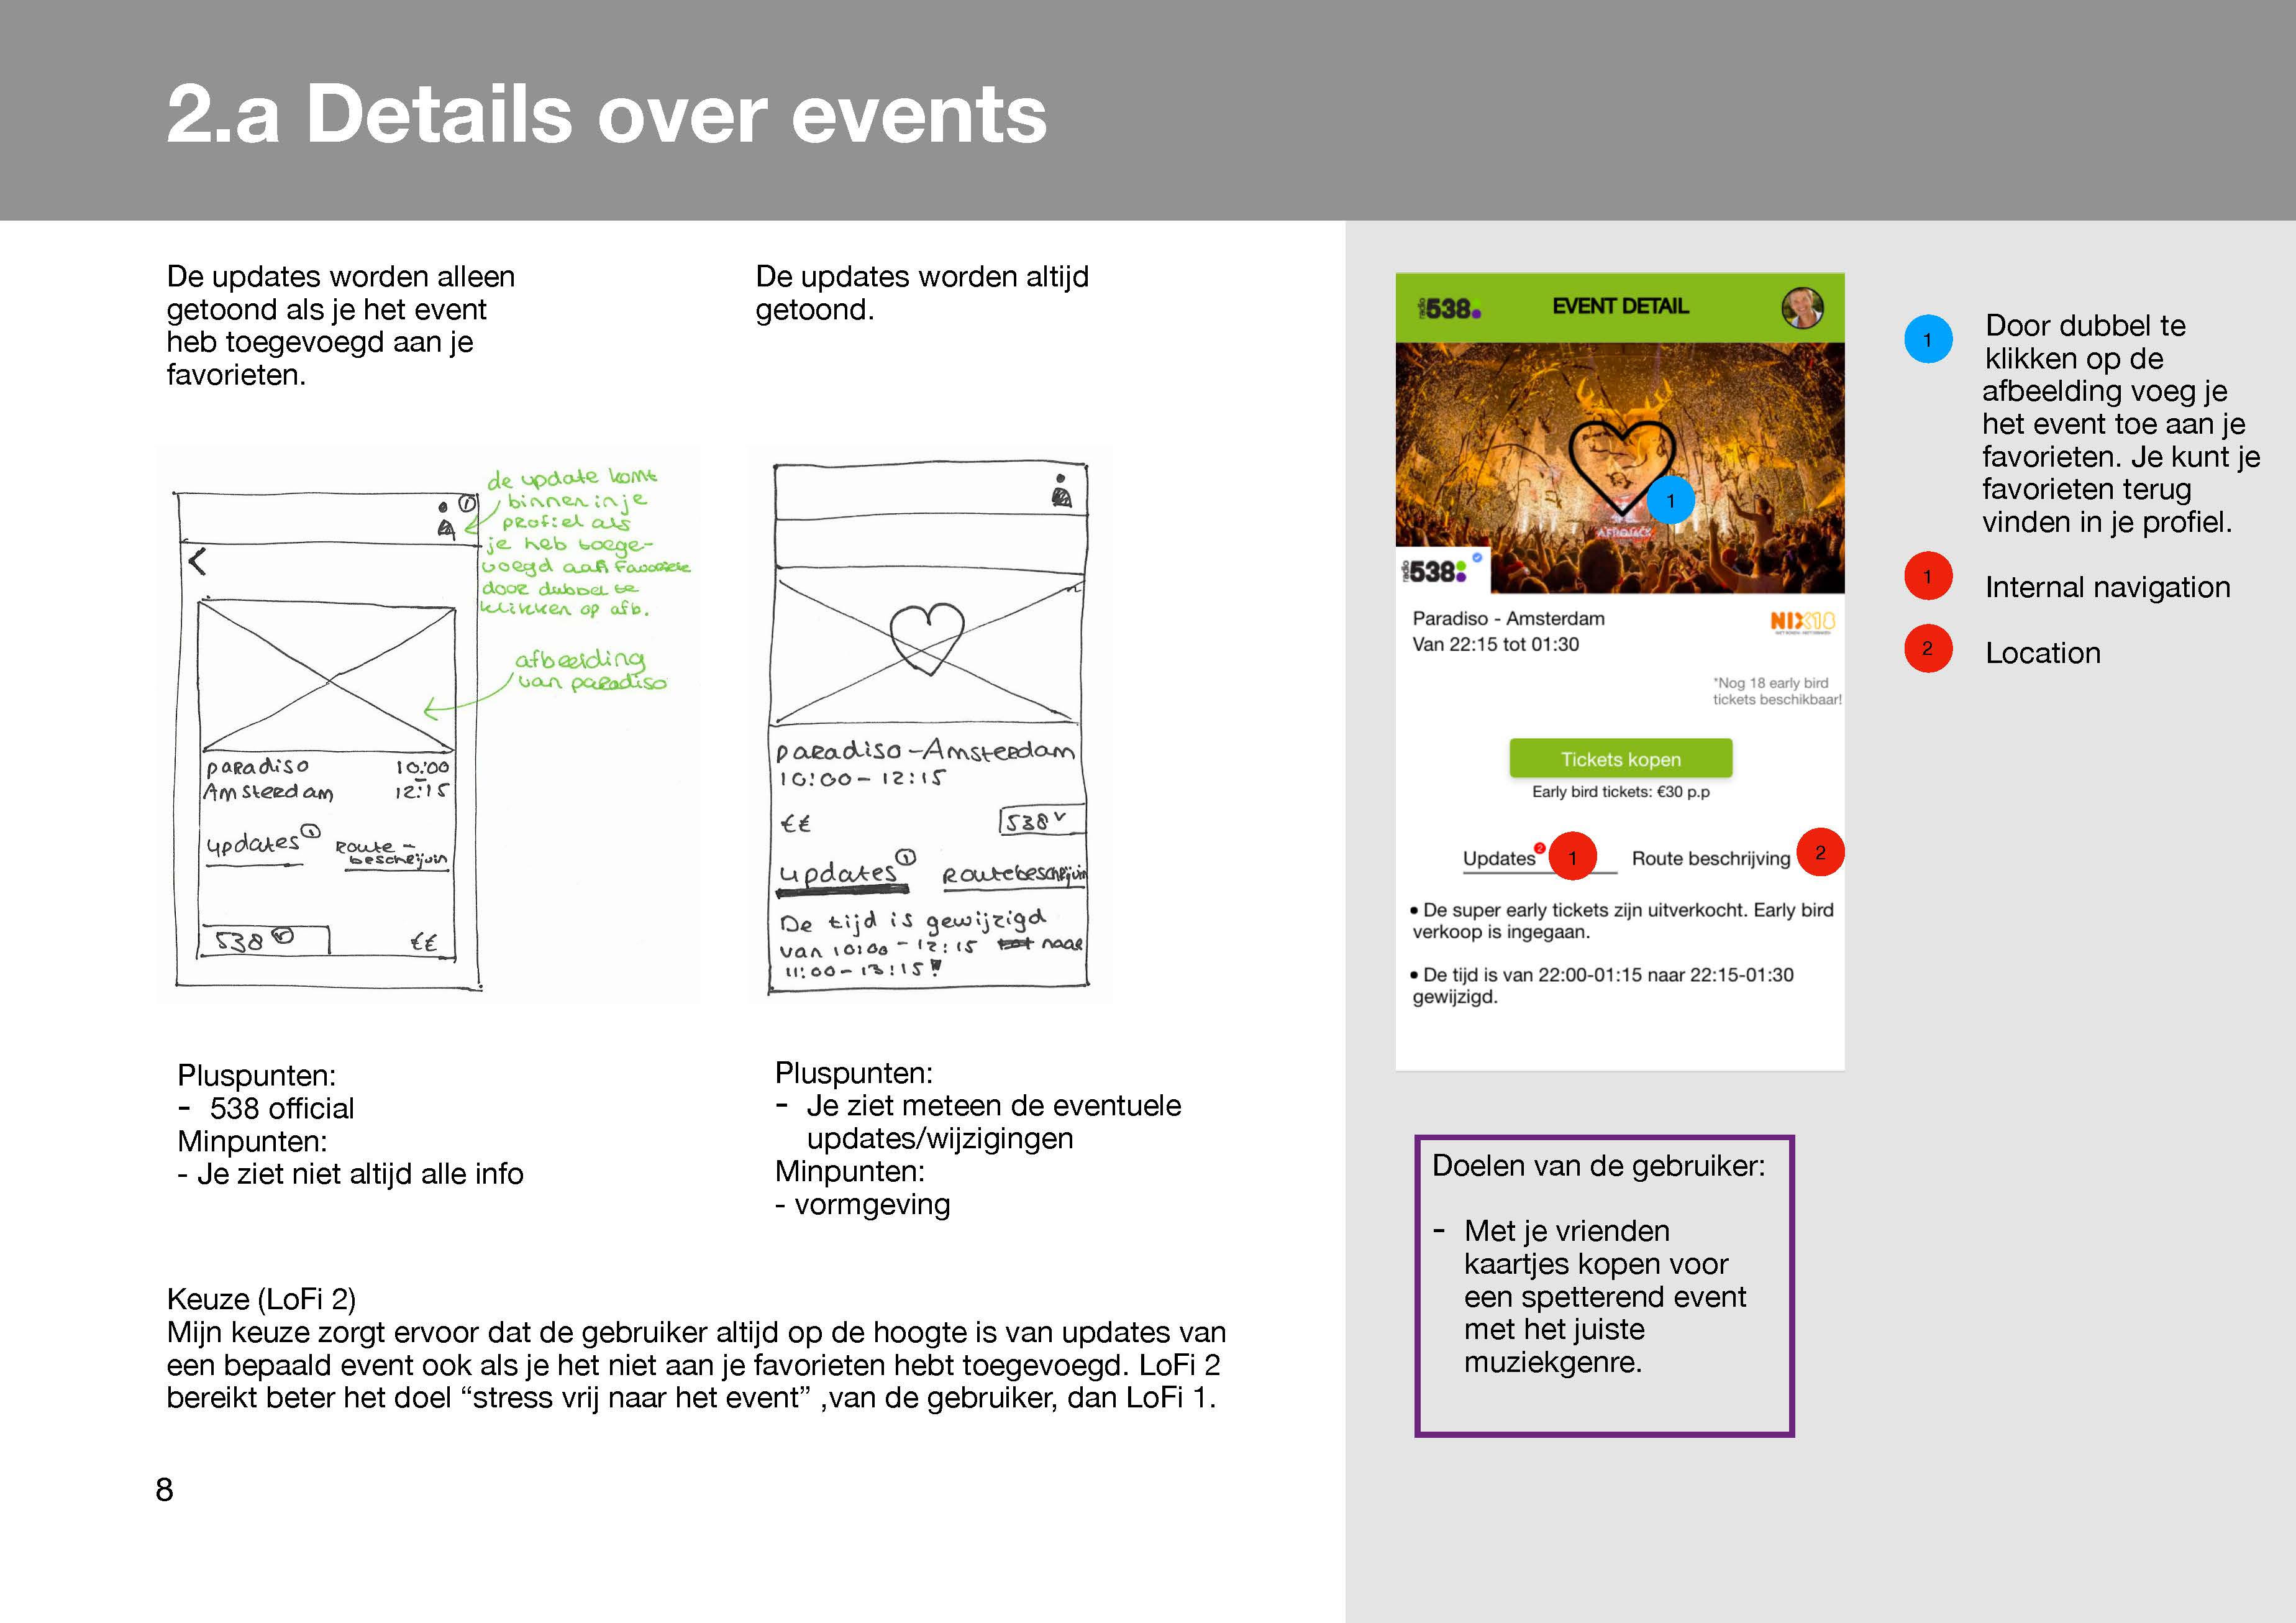 2.a Details over events
De updates worden alleen
getoond als je het event
heb toegevoegd aan je
favorieten.
De updates worden altijd
getoond.
de update komt
binnen in je
profiel als
je heb toege-
voegd aan favoriete
door dubbel te
klikken op afb.
afbeelding
van paradiso
paradiso 10:00
Amsterdam 12:15
updates 1 Route-
beschrijvin
538 €€
paradiso-Amsterdam
10:00-12:15
€€ 538
updates 1 Routebeschrijvin
De tijd is gewijzigd
van 10:00-12:15 tot naar
11:00-13:15!
Pluspunten:
- 538 official
Minpunten:
- Je ziet niet altijd alle info
Pluspunten:
- Je ziet meteen de eventuele
updates/wijzigingen
Minpunten:
- vormgeving
Keuze (LoFi 2)
Mijn keuze zorgt ervoor dat de gebruiker altijd op de hoogte is van updates van
een bepaald event ook als je het niet aan je favorieten hebt toegevoegd. LoFi 2
bereikt beter het doel “stress vrij naar het event” ,van de gebruiker, dan LoFi 1.
8
radio 538 EVENT DETAIL
1
AFROJACK
radio 538
Paradiso - Amsterdam
NIX18
Van 22:15 tot 01:30
*Nog 18 early bird
tickets beschikbaar!
Tickets kopen
Early bird tickets: €30 p.p
Updates 2 1 Route beschrijving 2
• De super early tickets zijn uitverkocht. Early bird
verkoop is ingegaan.
• De tijd is van 22:00-01:15 naar 22:15-01:30
gewijzigd.
1 Door dubbel te
klikken op de
afbeelding voeg je
het event toe aan je
favorieten. Je kunt je
favorieten terug
vinden in je profiel.
1 Internal navigation
2 Location
Doelen van de gebruiker:
- Met je vrienden
kaartjes kopen voor
een spetterend event
met het juiste
muziekgenre.